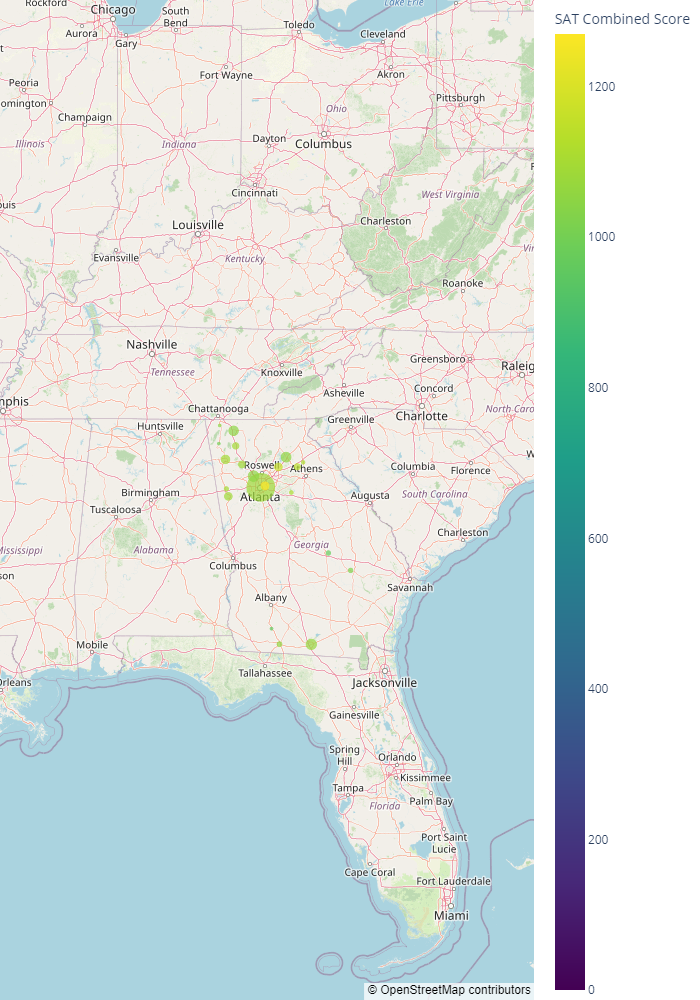 Rockford
Chicago
South
Bend
Toledo
Lake Erie
SAT Combined Score
Aurora
Gary
Cleveland
Fort Wayne
Akron
1200
Peoria
Pittsburgh
omington
Champaign
Ohio
Illinois
Indiana
Dayton
Columbus
Cincinnati
West Virginia
Louisville
Charleston
1000
Evansville
Kentucky
Roanoke
Nashville
Greensboro
Raleig
Tennessee
Knoxville
800
Asheville
Concord
nphis
Chattanooga
Greenville
Charlotte
North Caro
Huntsville
Roswell
Athens
Columbia
Florence
Birmingham
Atlanta
Augusta
South Carolina
Tuscaloosa
Charleston
600
Mississippi
Alabama
Georgia
Columbus
son
Savannah
Albany
Mobile
Tallahassee
Jacksonville
400
Orleans
Gainesville
Spring
Hill
Orlando
Kissimmee
Tampa
Palm Bay
Florida
Port Saint
Lucie
200
Cape Coral
Fort Lauderdale
Miami
© OpenStreetMap contributors
0